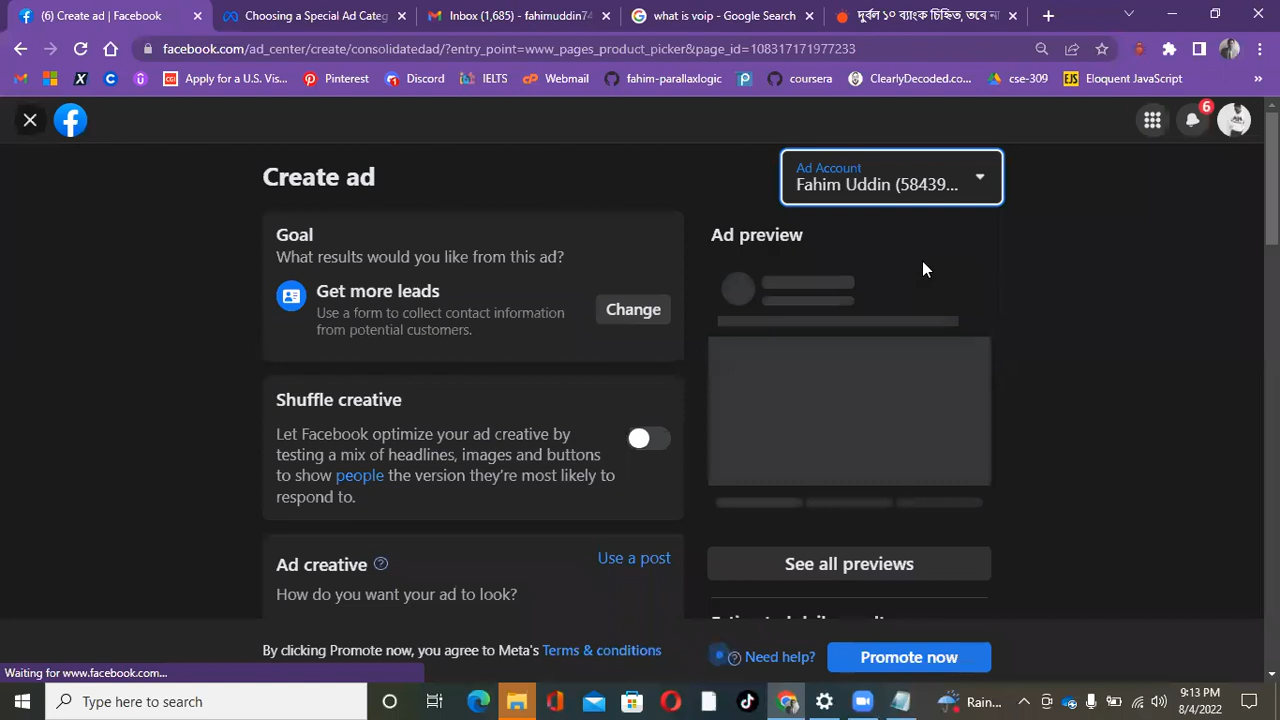 (6) Create ad | Facebook
Choosing a Special Ad Categ
Inbox (1,685) - fahimuddin74
what is voip - Google Search
দুর্বল ১০ ব্যাংক চিহ্নিত, তবে না
facebook.com/ad_center/create/consolidatedad/?entry_point=www_pages_product_picker&page_id=108317171977233
Apply for a U.S. Vis...
Pinterest
Discord
IELTS
Webmail
fahim-parallaxlogic
coursera
ClearlyDecoded.co...
cse-309
EJS
Eloquent JavaScript
6
Create ad
Ad Account
Fahim Uddin (58439...
Goal
What results would you like from this ad?
Get more leads
Use a form to collect contact information
from potential customers.
Change
Ad preview
Shuffle creative
Let Facebook optimize your ad creative by
testing a mix of headlines, images and buttons
to show people the version they're most likely to
respond to.
See all previews
Ad creative
Use a post
How do you want your ad to look?
By clicking Promote now, you agree to Meta's Terms & conditions
Need help?
Promote now
Waiting for www.facebook.com...
Type here to search
Rain...
9:13 PM
8/4/2022